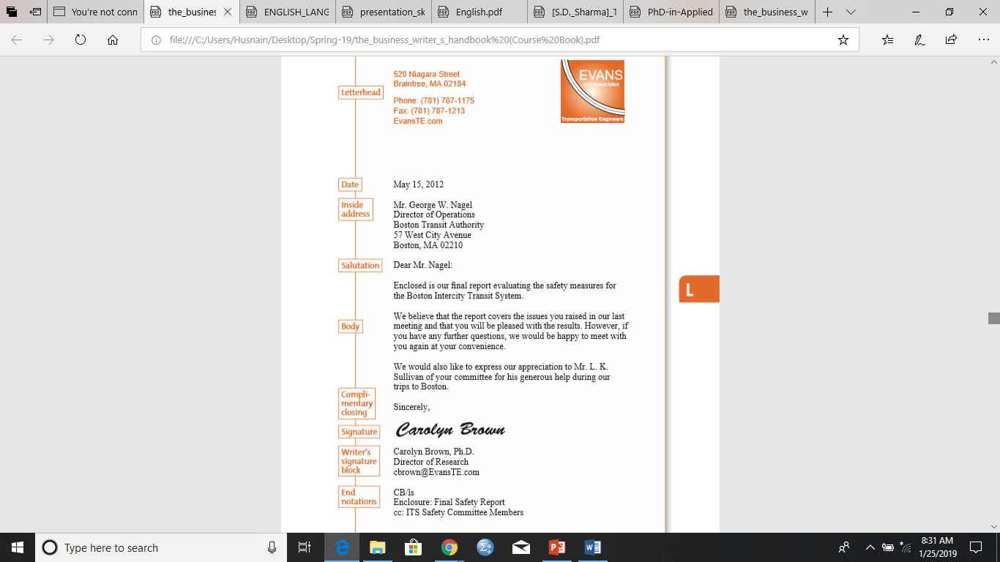 You're not conn
the_busines
ENGLISH_LANG
presentation_sk
English.pdf
[S.D._Sharma]_T
PhD-in-Applied
the_business_w
file:///C:/Users/Husnain/Desktop/Spring-19/the_business_writer_s_handbook%20(Course%20Book).pdf
Letterhead
520 Niagara Street
Braintree, MA 02184
Phone: (781) 787-1175
Fax: (781) 787-1213
EvansTE.com
EVANS
and Associates
Transportation Engineers
Date
May 15, 2012
Inside
address
Mr. George W. Nagel
Director of Operations
Boston Transit Authority
57 West City Avenue
Boston, MA 02210
Salutation
Dear Mr. Nagel:
Enclosed is our final report evaluating the safety measures for
the Boston Intercity Transit System.
L
Body
We believe that the report covers the issues you raised in our last
meeting and that you will be pleased with the results. However, if
you have any further questions, we would be happy to meet with
you again at your convenience.
We would also like to express our appreciation to Mr. L. K.
Sullivan of your committee for his generous help during our
trips to Boston.
Compli-
mentary
closing
Sincerely,
Signature
Carolyn Brown
Writer's
signature
block
Carolyn Brown, Ph.D.
Director of Research
cbrown@EvansTE.com
End
notations
CB/ls
Enclosure: Final Safety Report
cc: ITS Safety Committee Members
Type here to search
8:31 AM
1/25/2019